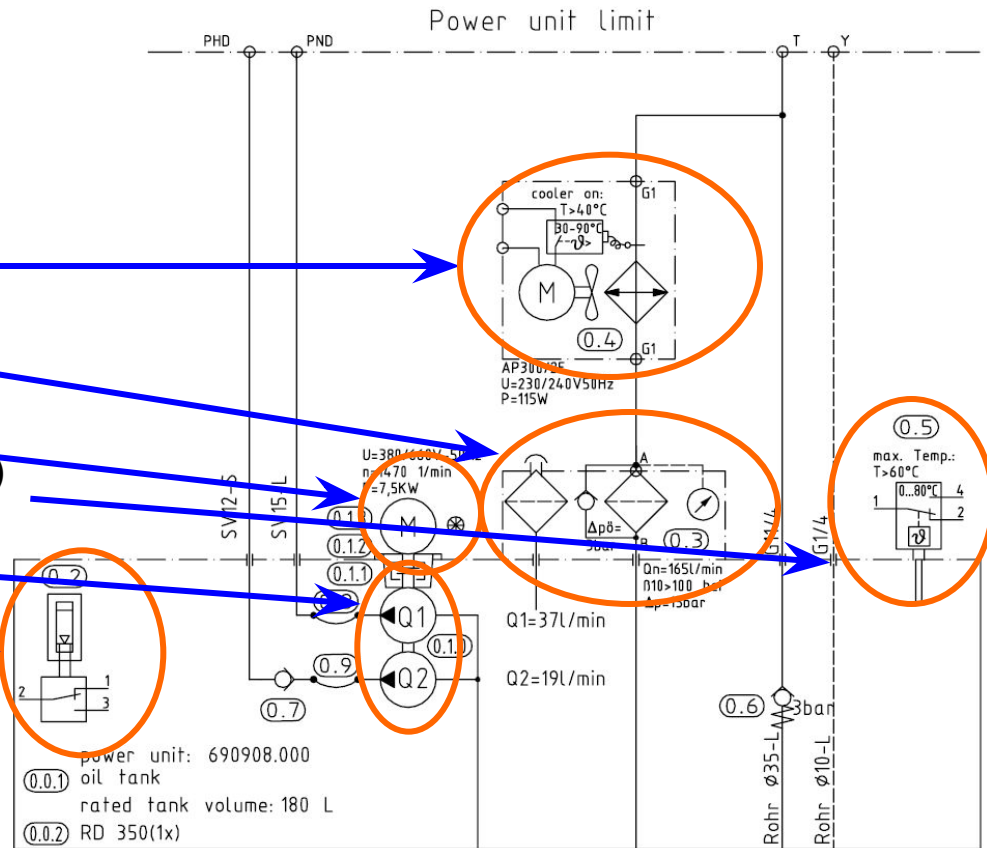 Power unit limit
PHD
PND
T
Y
cooler on:
T>40°C
30-90°C
ϑ>
G1
M
0.4
G1
U=230/240V50Hz
P=115W
0.5
max. Temp.:
T>60°C
0...80°C
1
4
2
ϑ
n=1470 1/min
P=7,5KW
SV12-S
SV15-L
M
0.1.2
0.1.1
A
B
Δpö=
3bar
0.3
G1/4
Qn=165l/min
Δp=15bar
0.2
2
1
3
Q1
Q1=37l/min
0.1.0
Q2
Q2=19l/min
0.9
0.7
0.6
3bar
Rohr ø35-L
Rohr ø10-L
power unit: 690908.000
0.0.1 oil tank
rated tank volume: 180 L
0.0.2 RD 350(1x)